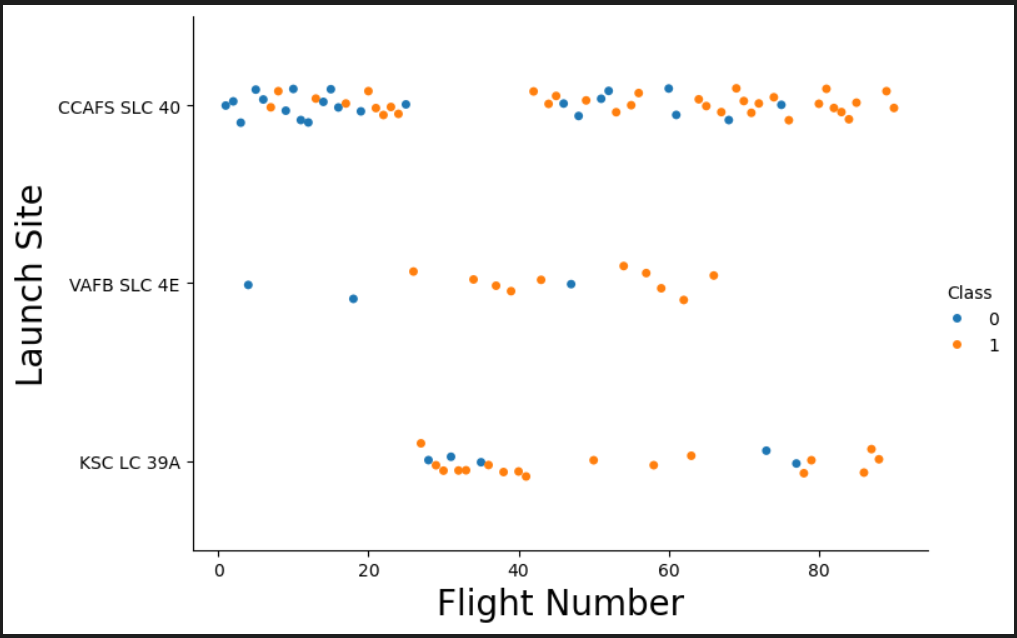 Launch Site
CCAFS SLC 40
VAFB SLC 4E
KSC LC 39A
0 20 40 60 80
Flight Number
Class
0
1